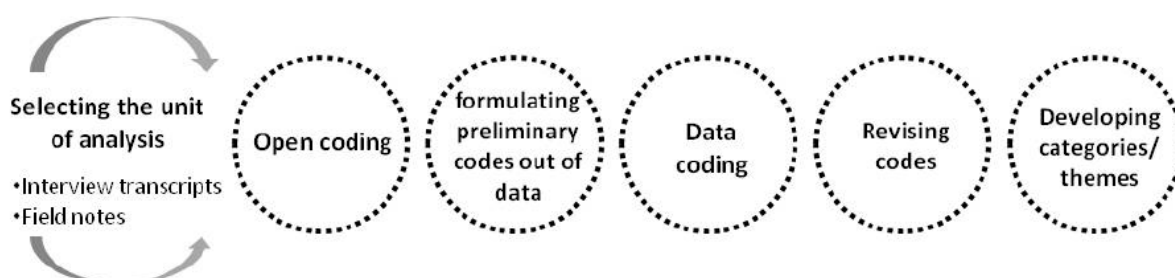 Selecting the unit
of analysis
•Interview transcripts
•Field notes
Open coding
formulating
preliminary
codes out of
data
Data
coding
Revising
codes
Developing
categories/
themes